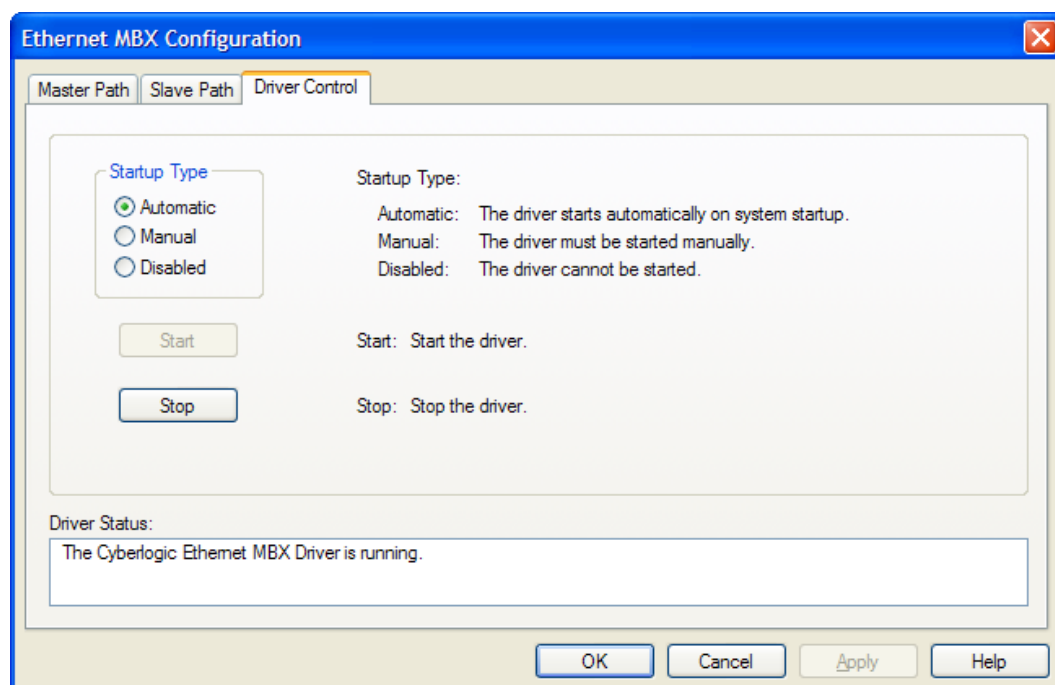 Ethernet MBX Configuration
Master Path Slave Path Driver Control
Startup Type
Automatic
Manual
Disabled
Startup Type:
Automatic: The driver starts automatically on system startup.
Manual: The driver must be started manually.
Disabled: The driver cannot be started.
Start Start: Start the driver.
Stop Stop: Stop the driver.
Driver Status:
The Cyberlogic Ethernet MBX Driver is running.
OK Cancel Apply Help